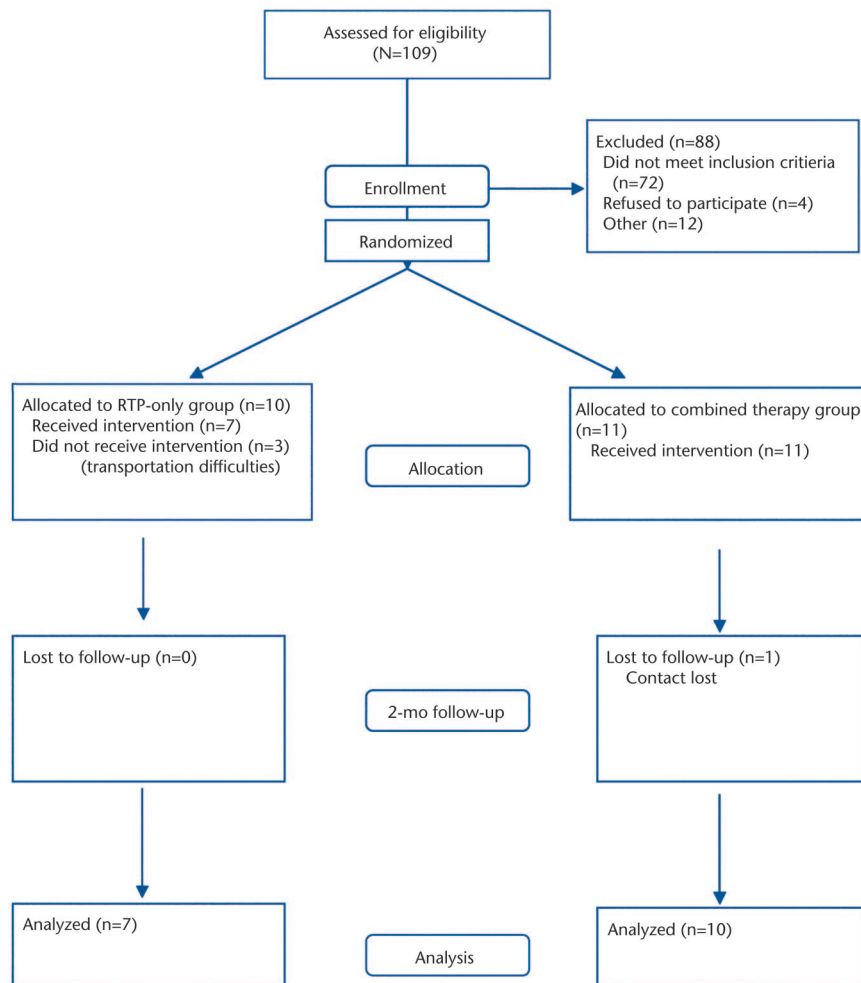 Assessed for eligibility
(N=109)
Excluded (n=88)
Did not meet inclusion critieria
(n=72)
Refused to participate (n=4)
Other (n=12)
Enrollment
Randomized
Allocated to RTP-only group (n=10)
Received intervention (n=7)
Did not receive intervention (n=3)
(transportation difficulties)
Allocation
Allocated to combined therapy group
(n=11)
Received intervention (n=11)
Lost to follow-up (n=0)
2-mo follow-up
Lost to follow-up (n=1)
Contact lost
Analyzed (n=7)
Analysis
Analyzed (n=10)